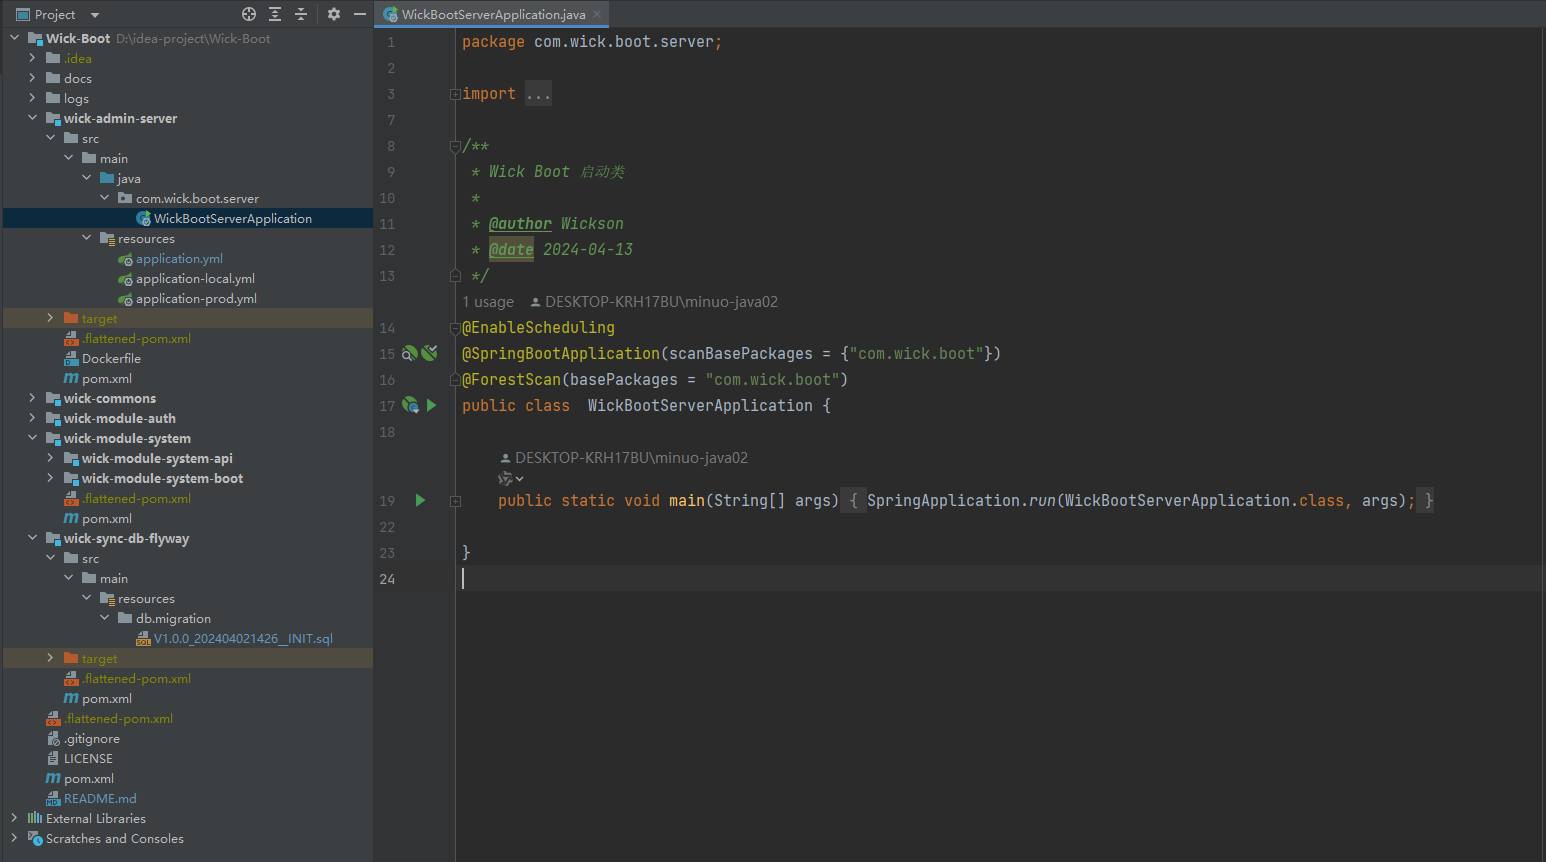 Project
Wick-Boot D:\idea-project\Wick-Boot
.idea
docs
logs
wick-admin-server
src
main
java
com.wick.boot.server
WickBootServerApplication
resources
application.yml
application-local.yml
application-prod.yml
target
.flattened-pom.xml
Dockerfile
pom.xml
wick-commons
wick-module-auth
wick-module-system
wick-module-system-api
wick-module-system-boot
.flattened-pom.xml
pom.xml
wick-sync-db-flyway
src
main
resources
db.migration
V1.0.0_202404021426__INIT.sql
target
.flattened-pom.xml
pom.xml
.flattened-pom.xml
.gitignore
LICENSE
pom.xml
README.md
External Libraries
Scratches and Consoles
WickBootServerApplication.java
1 package com.wick.boot.server;
2
3 import ...
7
8 /**
9 * Wick Boot 启动类
10 *
11 * @author Wickson
12 * @date 2024-04-13
13 */
1 usage DESKTOP-KRH17BU\minuo-java02
14 @EnableScheduling
15 @SpringBootApplication(scanBasePackages = {"com.wick.boot"})
16 @ForestScan(basePackages = "com.wick.boot")
17 public class WickBootServerApplication {
18
DESKTOP-KRH17BU\minuo-java02
19 public static void main(String[] args) { SpringApplication.run(WickBootServerApplication.class, args); }
22
23 }
24